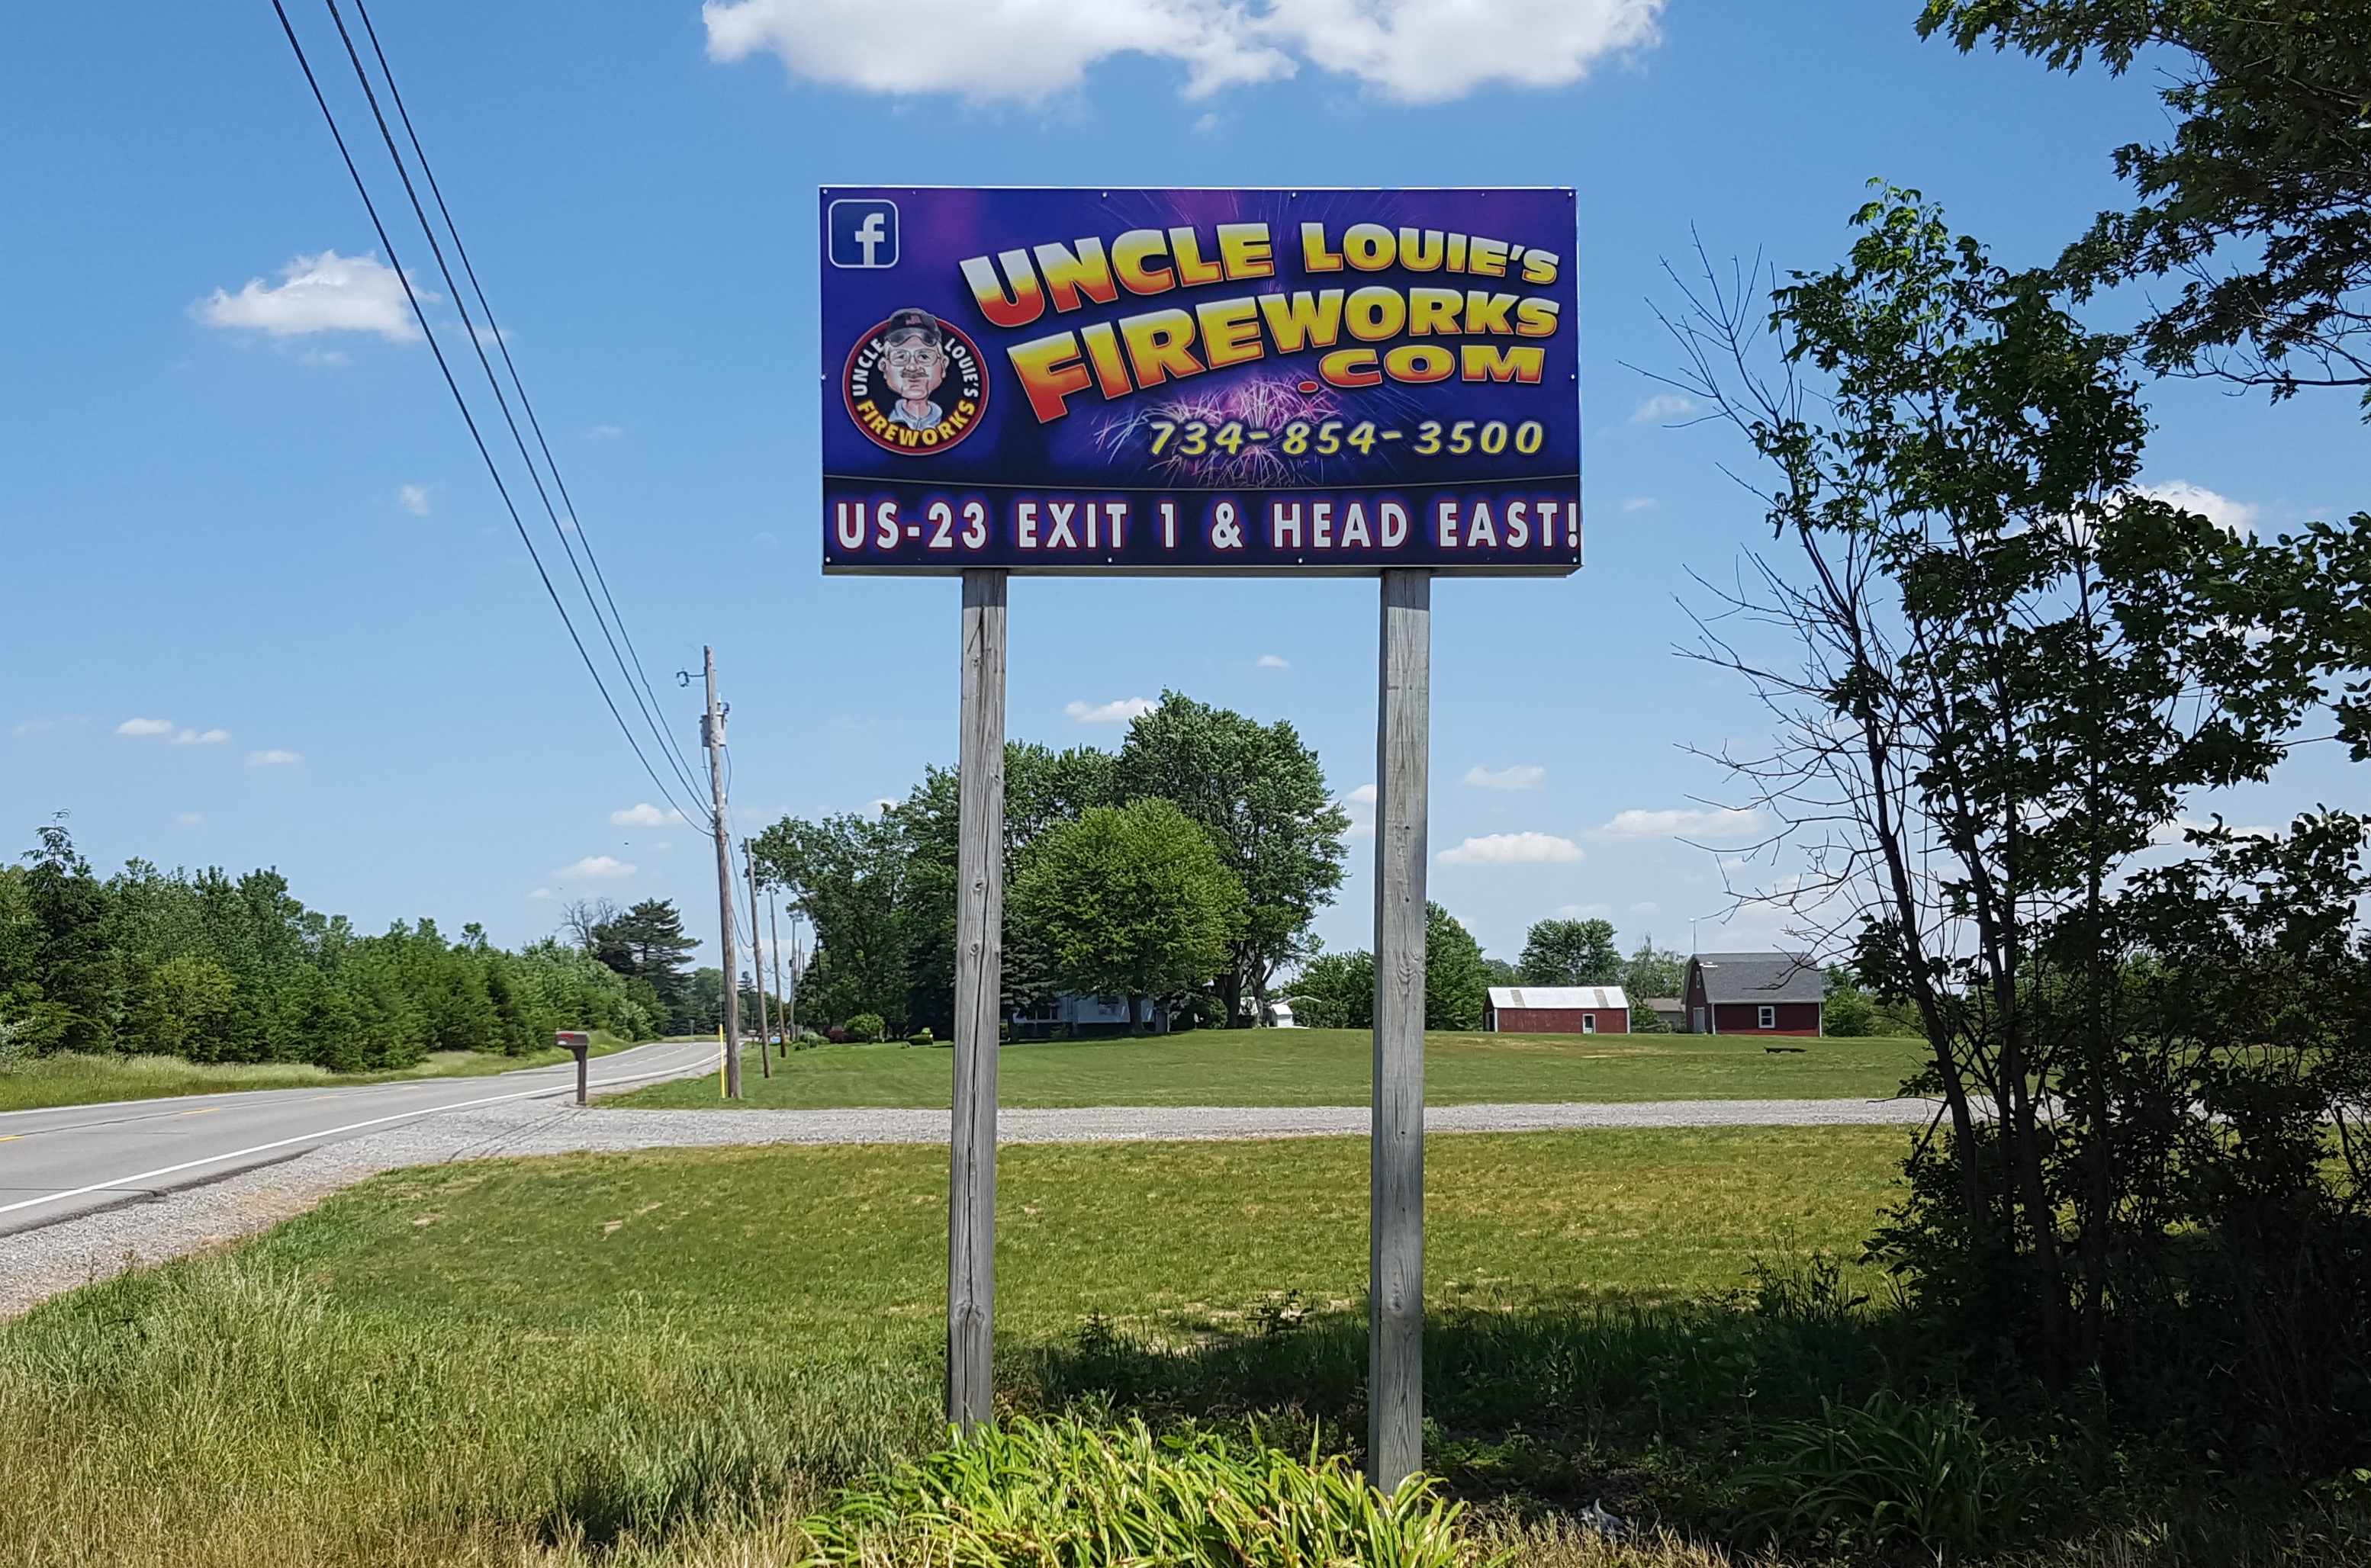 f
UNCLE LOUIE'S
FIREWORKS
.COM
UNCLE LOUIE'S
FIREWORKS
734-854-3500
US-23 EXIT 1 & HEAD EAST!